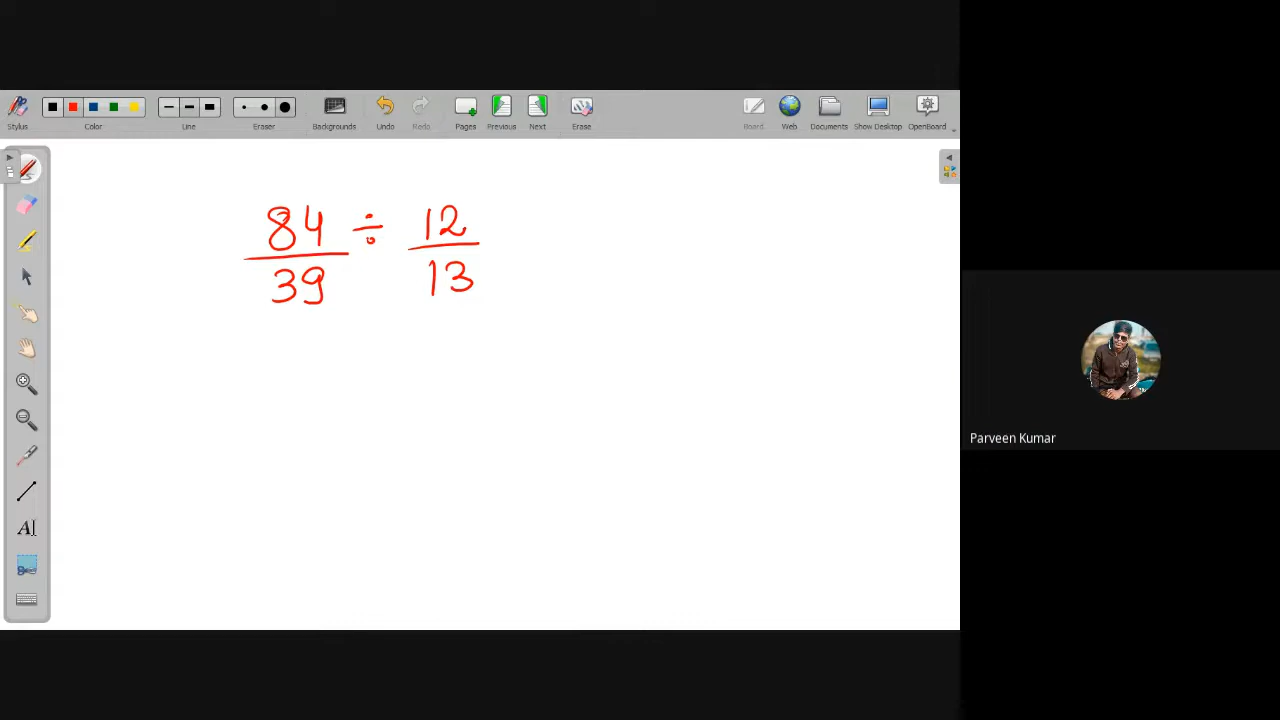 Stylus Color Line Eraser Backgrounds Undo Redo Pages Previous Next Erase Board Web Documents Show Desktop OpenBoard
84/39 ÷ 12/13
A
Parveen Kumar